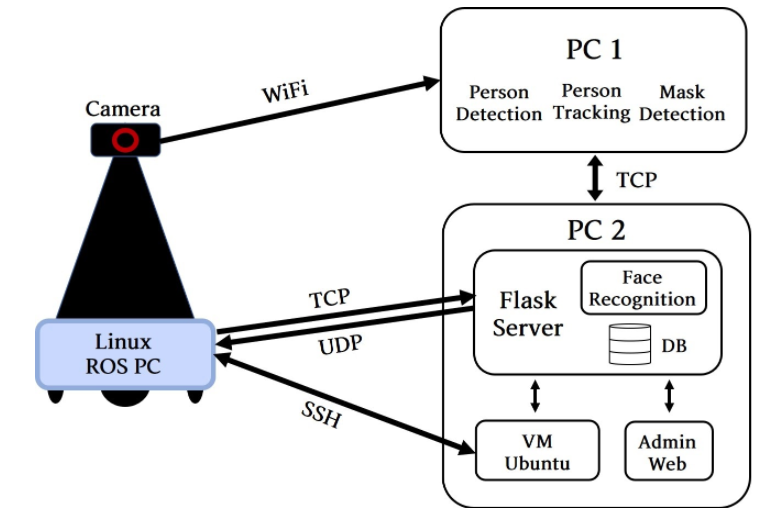 PC 1
Person
Detection
Person
Tracking
Mask
Detection
WiFi
Camera
TCP
PC 2
Flask
Server
Face
Recognition
DB
TCP
UDP
Linux
ROS PC
SSH
VM
Ubuntu
Admin
Web